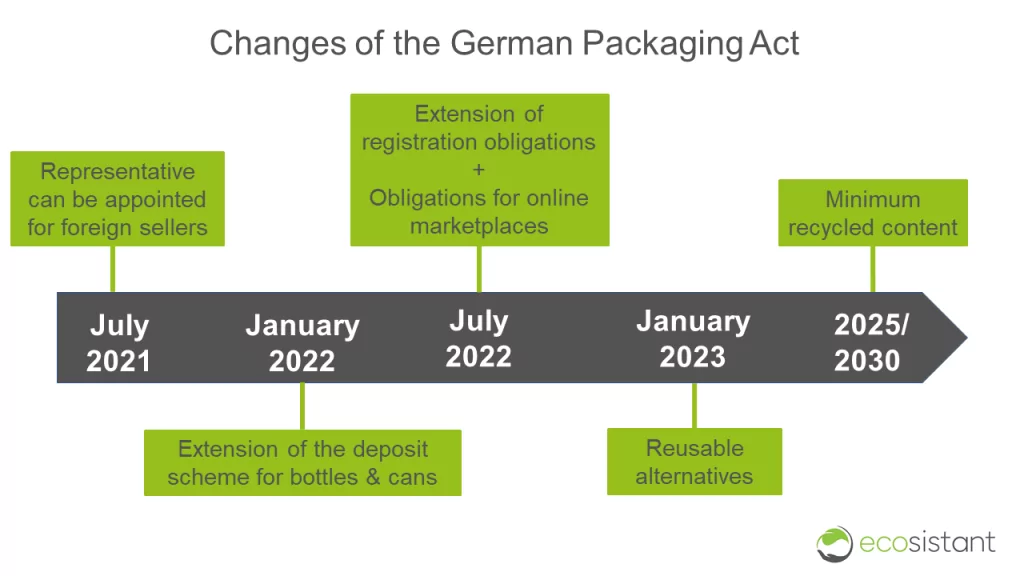 Changes of the German Packaging Act
Representative
can be appointed
for foreign sellers
Extension of
registration obligations
+
Obligations for online
marketplaces
Minimum
recycled content
July
2021
January
2022
July
2022
January
2023
2025/
2030
Extension of the deposit
scheme for bottles & cans
Reusable
alternatives
ecosistant